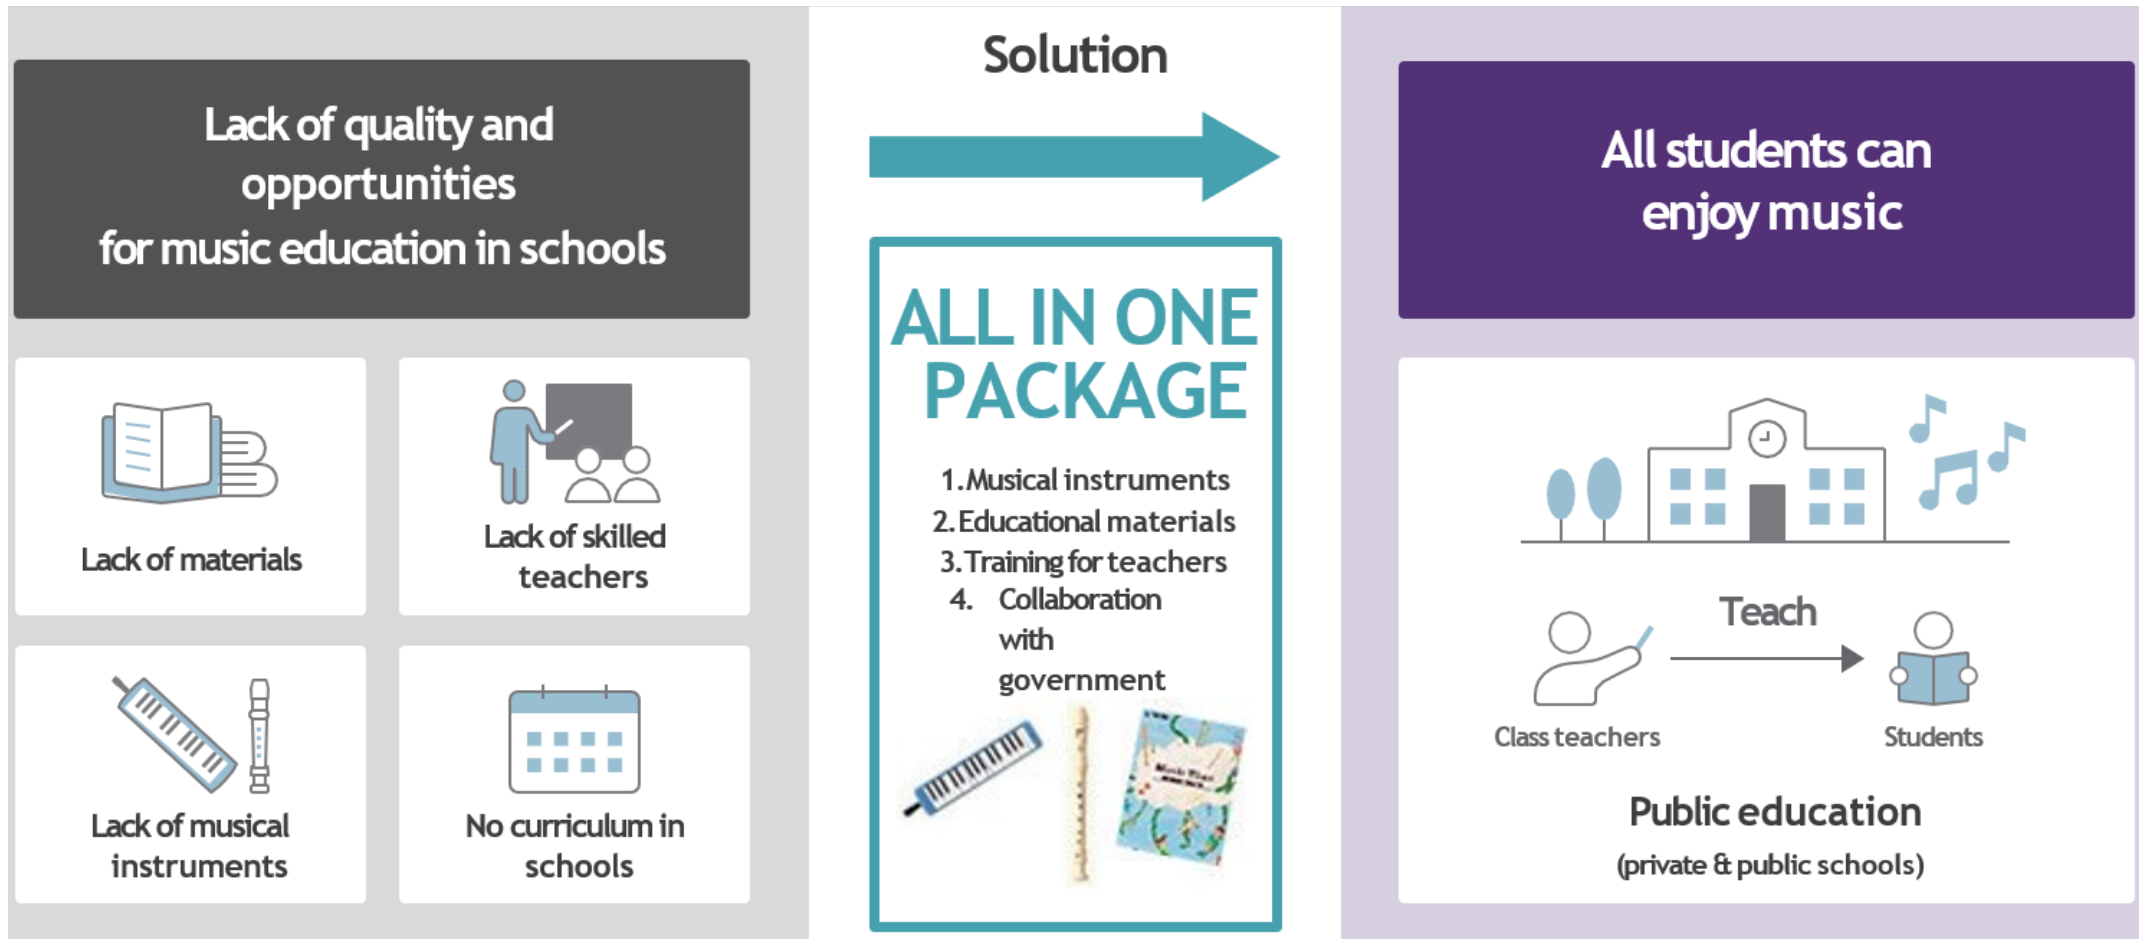 Lack of quality and
opportunities
for music education in schools
Lack of materials
Lack of skilled
teachers
Lack of musical
instruments
No curriculum in
schools
Solution
ALL IN ONE
PACKAGE
1.Musical instruments
2.Educational materials
3.Training for teachers
4. Collaboration
with
government
Music Time
All students can
enjoy music
Teach
Class teachers
Students
Public education
(private & public schools)